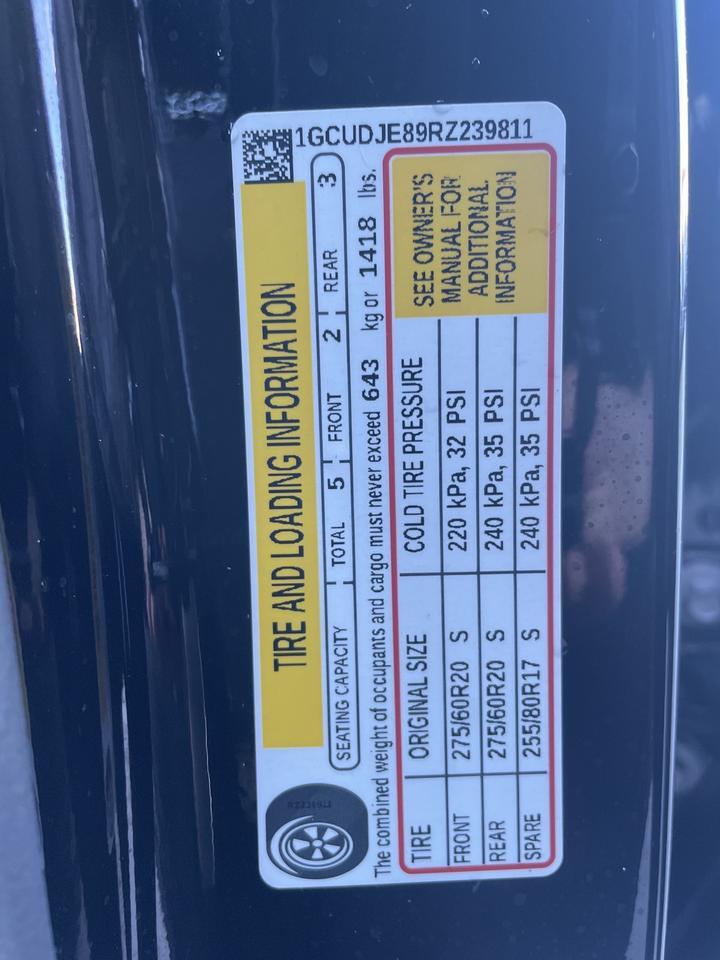 1GCUDJE89RZ239811
TIRE AND LOADING INFORMATION
SEATING CAPACITY TOTAL 5 FRONT 2 REAR 3
The combined weight of occupants and cargo must never exceed 643 kg or 1418 lbs.
TIRE ORIGINAL SIZE COLD TIRE PRESSURE
FRONT 275/60R20 S 220 kPa, 32 PSI
REAR 275/60R20 S 240 kPa, 35 PSI
SPARE 255/80R17 S 240 kPa, 35 PSI
SEE OWNER'S
MANUAL FOR
ADDITIONAL
INFORMATION